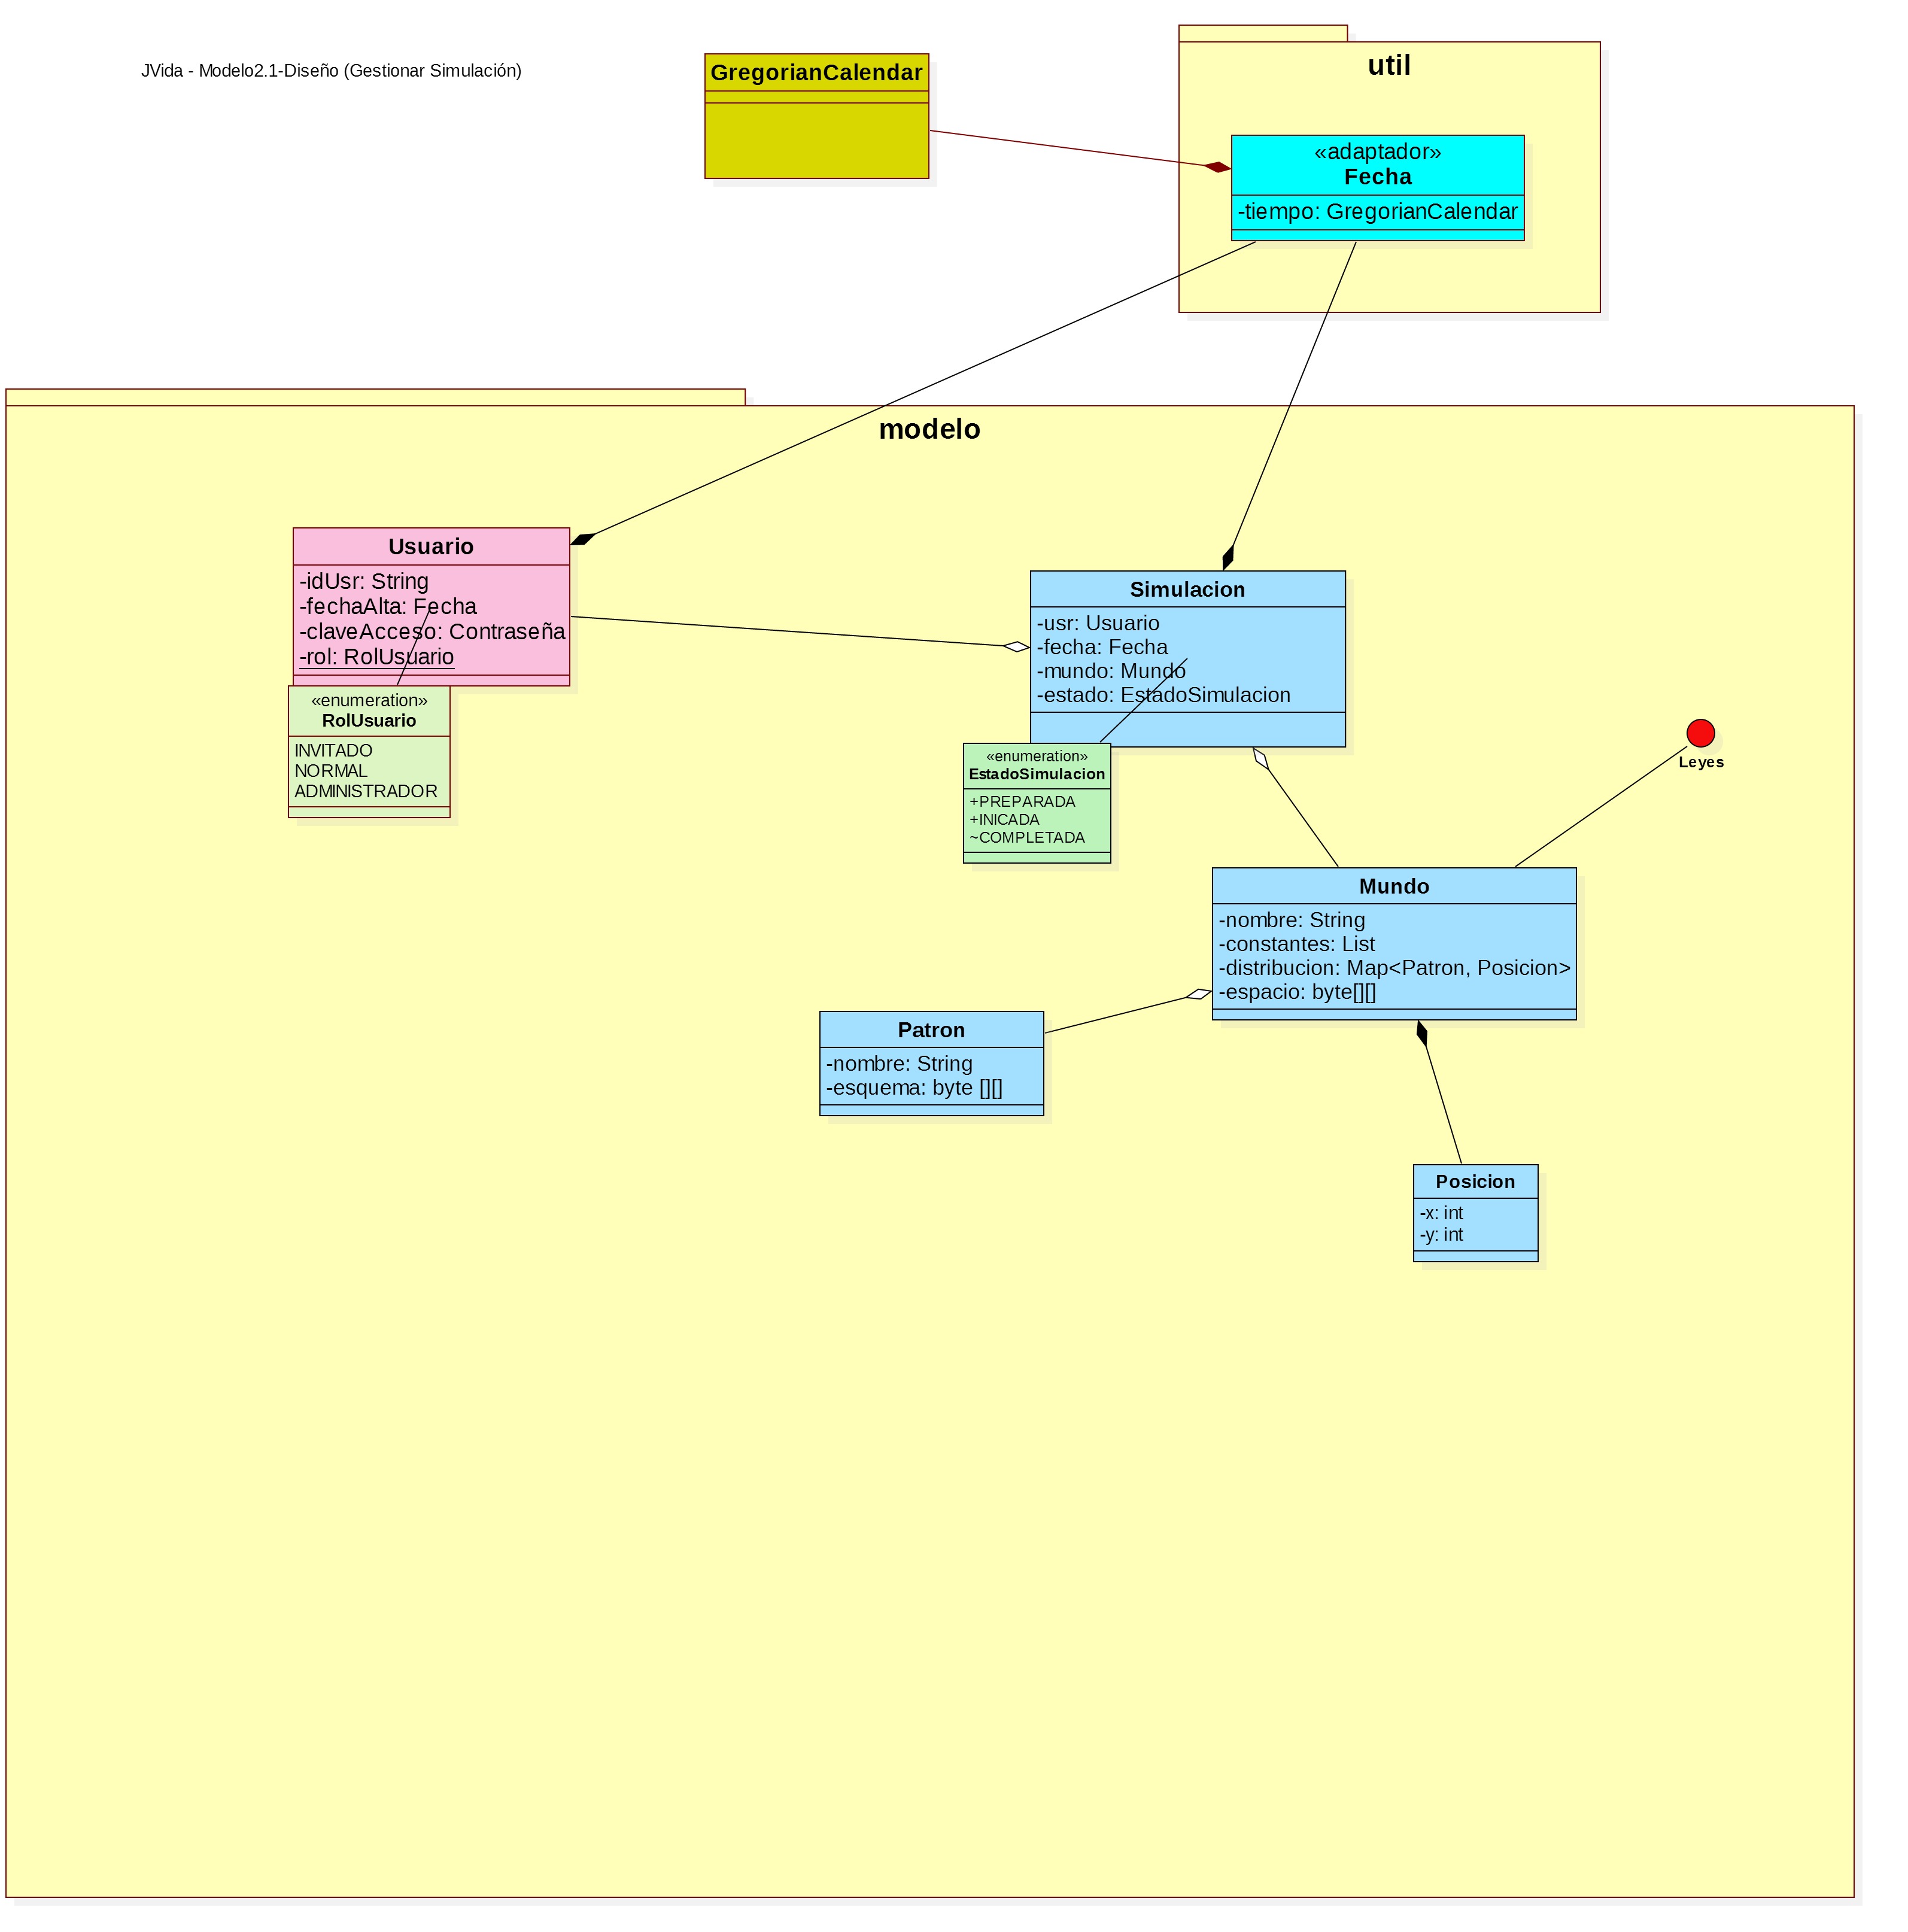 JVida - Modelo2.1-Diseño (Gestionar Simulación)
GregorianCalendar
util
«adaptador»
Fecha
-tiempo: GregorianCalendar
modelo
Usuario
-idUsr: String
-fechaAlta: Fecha
-claveAcceso: Contraseña
-rol: RolUsuario
«enumeration»
RolUsuario
INVITADO
NORMAL
ADMINISTRADOR
Simulacion
-usr: Usuario
-fecha: Fecha
-mundo: Mundo
-estado: EstadoSimulacion
«enumeration»
EstadoSimulacion
+PREPARADA
+INICADA
~COMPLETADA
Leyes
Mundo
-nombre: String
-constantes: List
-distribucion: Map<Patron, Posicion>
-espacio: byte[][]
Patron
-nombre: String
-esquema: byte [][]
Posicion
-x: int
-y: int